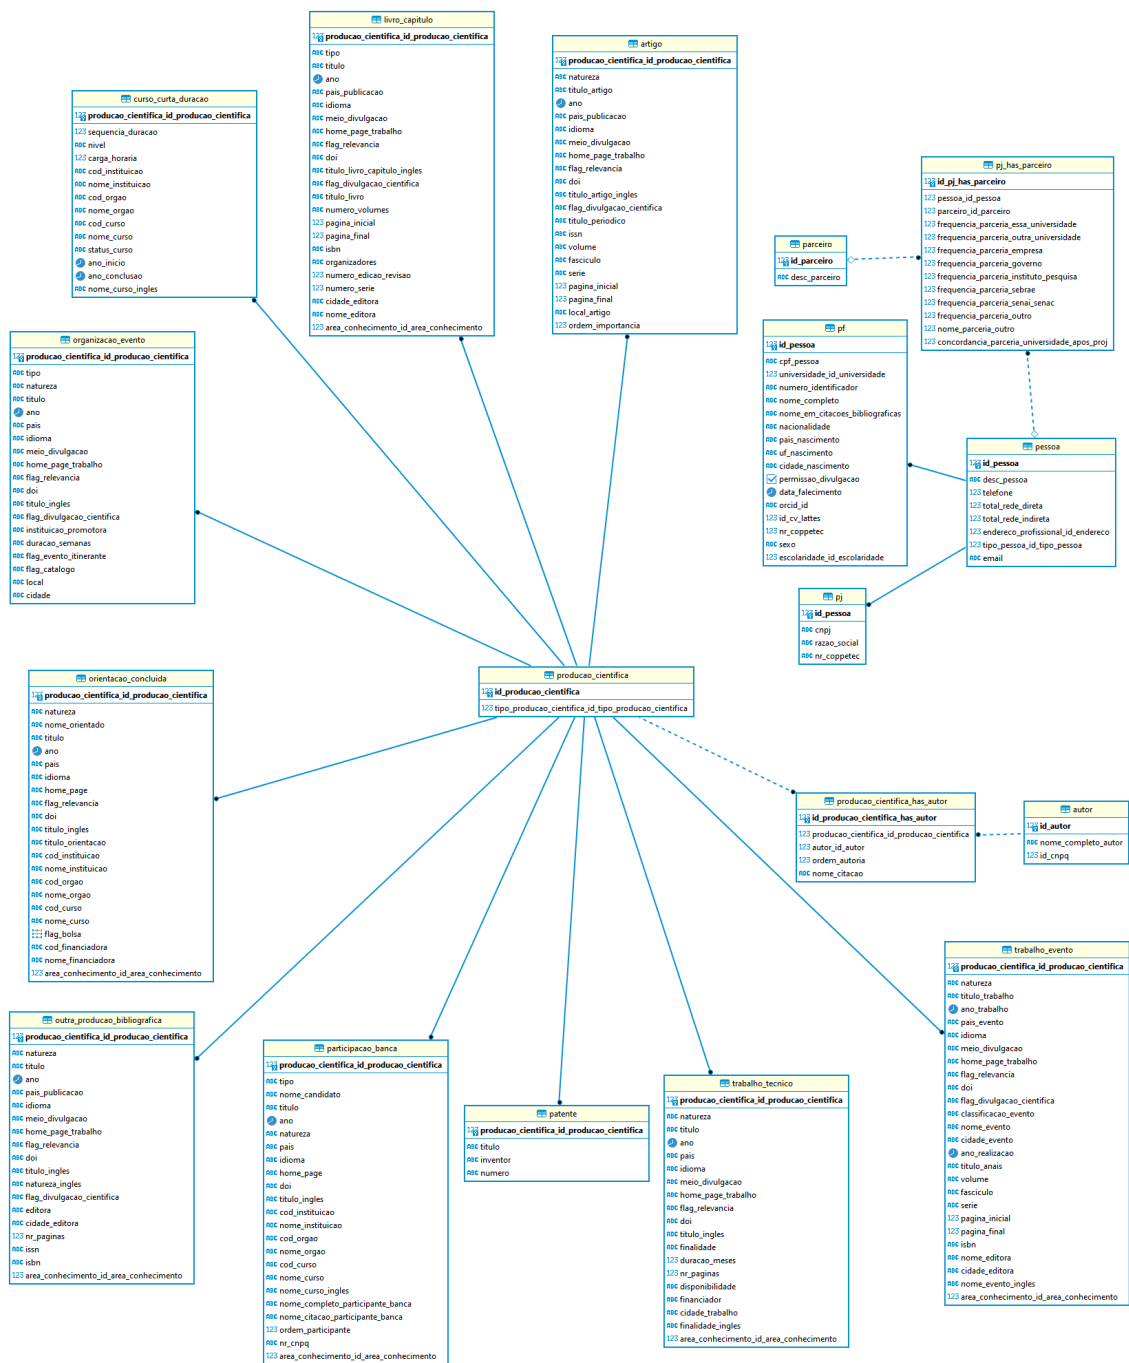 livro_capitulo
producao_cientifica_id_producao_cientifica
tipo
titulo
ano
pais_publicacao
idioma
meio_divulgacao
home_page_trabalho
flag_relevancia
doi
titulo_livro_capitulo_ingles
flag_divulgacao_cientifica
titulo_livro
numero_volumes
pagina_inicial
pagina_final
isbn
organizadores
numero_edicao_revisao
numero_serie
cidade_editora
nome_editora
area_conhecimento_id_area_conhecimento
artigo
producao_cientifica_id_producao_cientifica
natureza
titulo_artigo
ano
pais_publicacao
idioma
meio_divulgacao
home_page_trabalho
flag_relevancia
doi
titulo_artigo_ingles
flag_divulgacao_cientifica
titulo_periodico
issn
volume
fasciculo
serie
pagina_inicial
pagina_final
local_artigo
ordem_importancia
curso_curta_duracao
producao_cientifica_id_producao_cientifica
sequencia_duracao
nivel
carga_horaria
cod_instituicao
nome_instituicao
cod_orgao
nome_orgao
cod_curso
nome_curso
status_curso
ano_inicio
ano_conclusao
nome_curso_ingles
pj_has_parceiro
id_pj_has_parceiro
pessoa_id_pessoa
parceiro_id_parceiro
frequencia_parceria_essa_universidade
frequencia_parceria_outra_universidade
frequencia_parceria_empresa
frequencia_parceria_governo
frequencia_parceria_instituto_pesquisa
frequencia_parceria_sebrae
frequencia_parceria_senai_senac
frequencia_parceria_outro
nome_parceria_outro
concordancia_parceria_universidade_apos_proj
parceiro
id_parceiro
desc_parceiro
pf
id_pessoa
cpf_pessoa
universidade_id_universidade
numero_identificador
nome_completo
nome_em_citacoes_bibliograficas
nacionalidade
pais_nascimento
uf_nascimento
cidade_nascimento
permissao_divulgacao
data_falecimento
orcid_id
id_cv_lattes
nr_coppetec
sexo
escolaridade_id_escolaridade
organizacao_evento
producao_cientifica_id_producao_cientifica
tipo
natureza
titulo
ano
pais
idioma
meio_divulgacao
home_page_trabalho
flag_relevancia
doi
titulo_ingles
flag_divulgacao_cientifica
instituicao_promotora
duracao_semanas
flag_evento_itinerante
flag_catalogo
local
cidade
pessoa
id_pessoa
desc_pessoa
telefone
total_rede_direta
total_rede_indireta
endereco_profissional_id_endereco
tipo_pessoa_id_tipo_pessoa
email
pj
id_pessoa
cnpj
razao_social
nr_coppetec
producao_cientifica
id_producao_cientifica
tipo_producao_cientifica_id_tipo_producao_cientifica
orientacao_concluida
producao_cientifica_id_producao_cientifica
natureza
nome_orientado
titulo
ano
pais
idioma
home_page
flag_relevancia
doi
titulo_ingles
titulo_orientacao
cod_instituicao
nome_instituicao
cod_orgao
nome_orgao
cod_curso
nome_curso
flag_bolsa
cod_financiadora
nome_financiadora
area_conhecimento_id_area_conhecimento
producao_cientifica_has_autor
id_producao_cientifica_has_autor
producao_cientifica_id_producao_cientifica
autor_id_autor
ordem_autoria
nome_citacao
autor
id_autor
nome_completo_autor
id_cnpq
trabalho_evento
producao_cientifica_id_producao_cientifica
natureza
titulo_trabalho
ano_trabalho
pais_evento
idioma
meio_divulgacao
home_page_trabalho
flag_relevancia
doi
flag_divulgacao_cientifica
classificacao_evento
nome_evento
cidade_evento
ano_realizacao
titulo_anais
volume
fasciculo
serie
pagina_inicial
pagina_final
isbn
nome_editora
cidade_editora
nome_evento_ingles
area_conhecimento_id_area_conhecimento
outra_producao_bibliografica
producao_cientifica_id_producao_cientifica
natureza
titulo
ano
pais_publicacao
idioma
meio_divulgacao
home_page_trabalho
flag_relevancia
doi
titulo_ingles
natureza_ingles
flag_divulgacao_cientifica
editora
cidade_editora
nr_paginas
issn
isbn
area_conhecimento_id_area_conhecimento
participacao_banca
producao_cientifica_id_producao_cientifica
tipo
nome_candidato
titulo
ano
natureza
pais
idioma
home_page
doi
titulo_ingles
cod_instituicao
nome_instituicao
cod_orgao
nome_orgao
cod_curso
nome_curso
nome_curso_ingles
nome_completo_participante_banca
nome_citacao_participante_banca
ordem_participante
nr_cnpq
area_conhecimento_id_area_conhecimento
patente
producao_cientifica_id_producao_cientifica
titulo
inventor
numero
trabalho_tecnico
producao_cientifica_id_producao_cientifica
natureza
titulo
ano
pais
idioma
meio_divulgacao
home_page_trabalho
flag_relevancia
doi
titulo_ingles
finalidade
duracao_meses
nr_paginas
disponibilidade
financiador
cidade_trabalho
finalidade_ingles
area_conhecimento_id_area_conhecimento